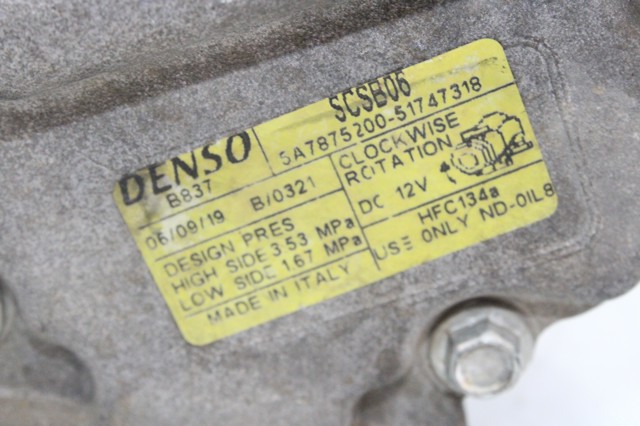 DENSO
SCSB06
5A7875200-51747318
B837
06/09/19 B/0321
CLOCKWISE
ROTATION
DC 12V
DESIGN PRES
HIGH SIDE 3.53 MPa
LOW SIDE 1.67 MPa
MADE IN ITALY
HFC134a
USE ONLY ND-OIL8